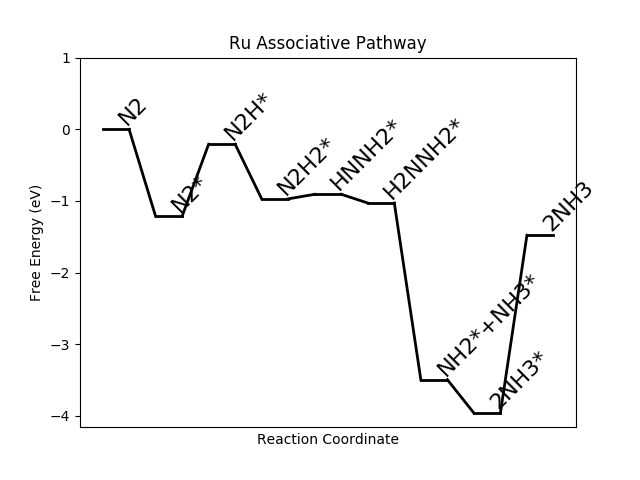 Ru Associative Pathway
Free Energy (eV)
1
0
−1
−2
−3
−4
N2
N2*
N2H*
N2H2*
HNNH2*
H2NNH2*
NH2*+NH3*
2NH3*
2NH3
Reaction Coordinate